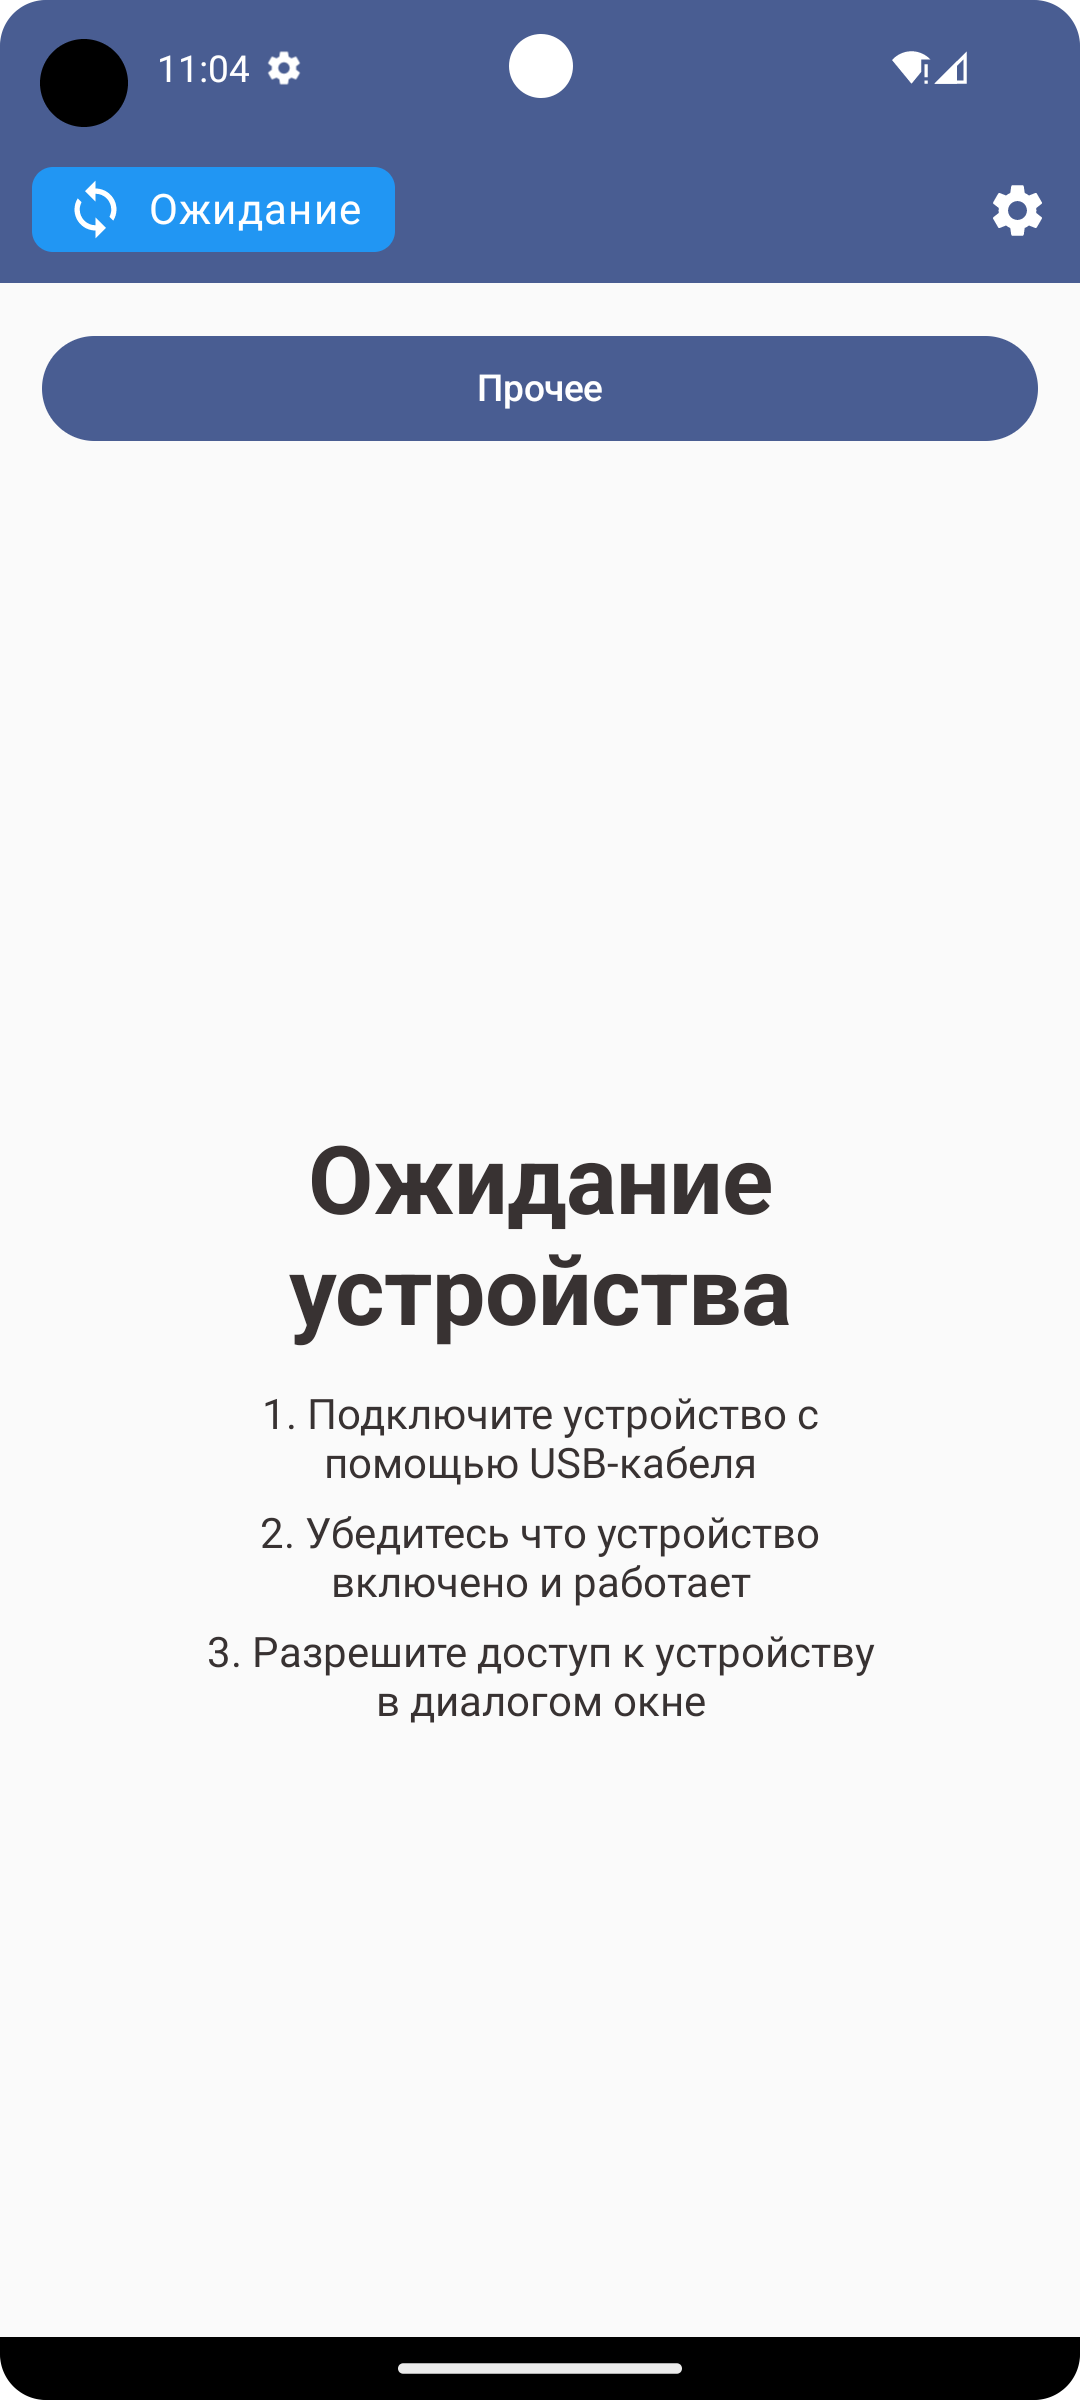 11:04
Ожидание
Прочее
Ожидание
устройства
1. Подключите устройство с
помощью USB-кабеля
2. Убедитесь что устройство
включено и работает
3. Разрешите доступ к устройству
в диалогом окне